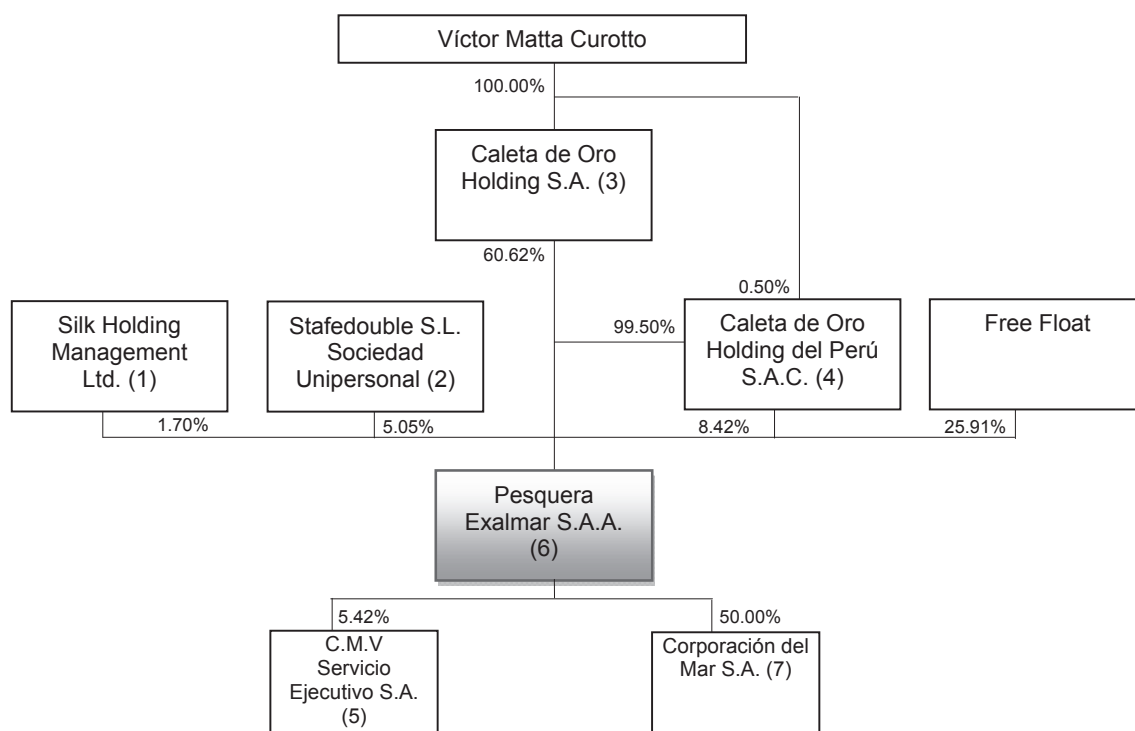 Víctor Matta Curotto
100.00%
Caleta de Oro
Holding S.A. (3)
60.62%
0.50%
Silk Holding
Management
Ltd. (1)
Stafedouble S.L.
Sociedad
Unipersonal (2)
99.50%
Caleta de Oro
Holding del Perú
S.A.C. (4)
Free Float
1.70%
5.05%
8.42%
25.91%
Pesquera
Exalmar S.A.A.
(6)
5.42%
50.00%
C.M.V
Servicio
Ejecutivo S.A.
(5)
Corporación del
Mar S.A. (7)